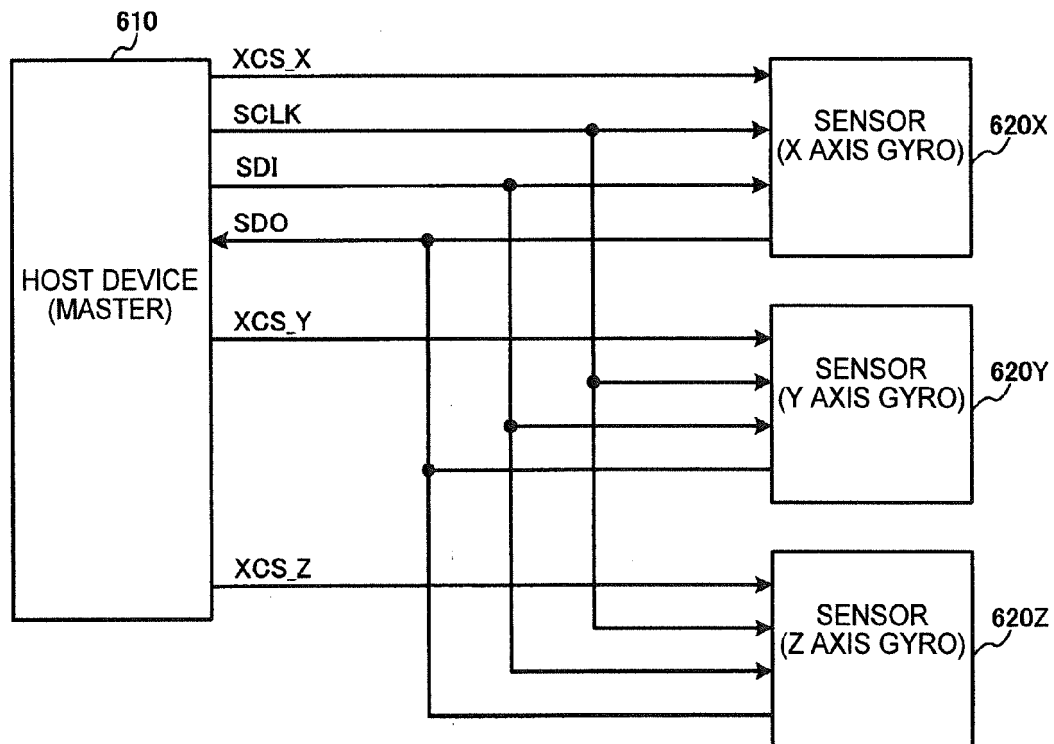 610
XCS_X
SCLK
SDI
SDO
HOST DEVICE
(MASTER)
XCS_Y
XCS_Z
SENSOR
(X AXIS GYRO)
620X
SENSOR
(Y AXIS GYRO)
620Y
SENSOR
(Z AXIS GYRO)
620Z